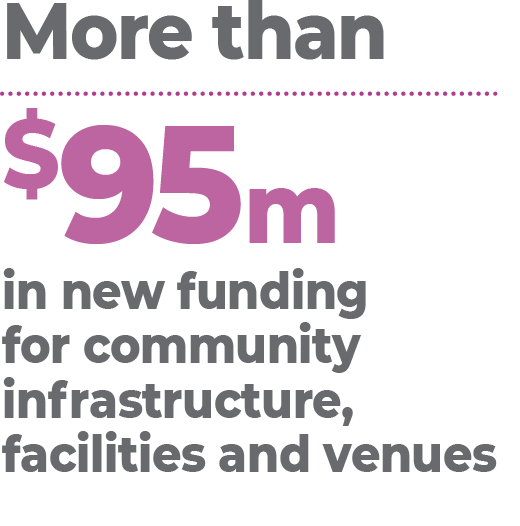 More than
$95m
in new funding
for community
infrastructure,
facilities and venues